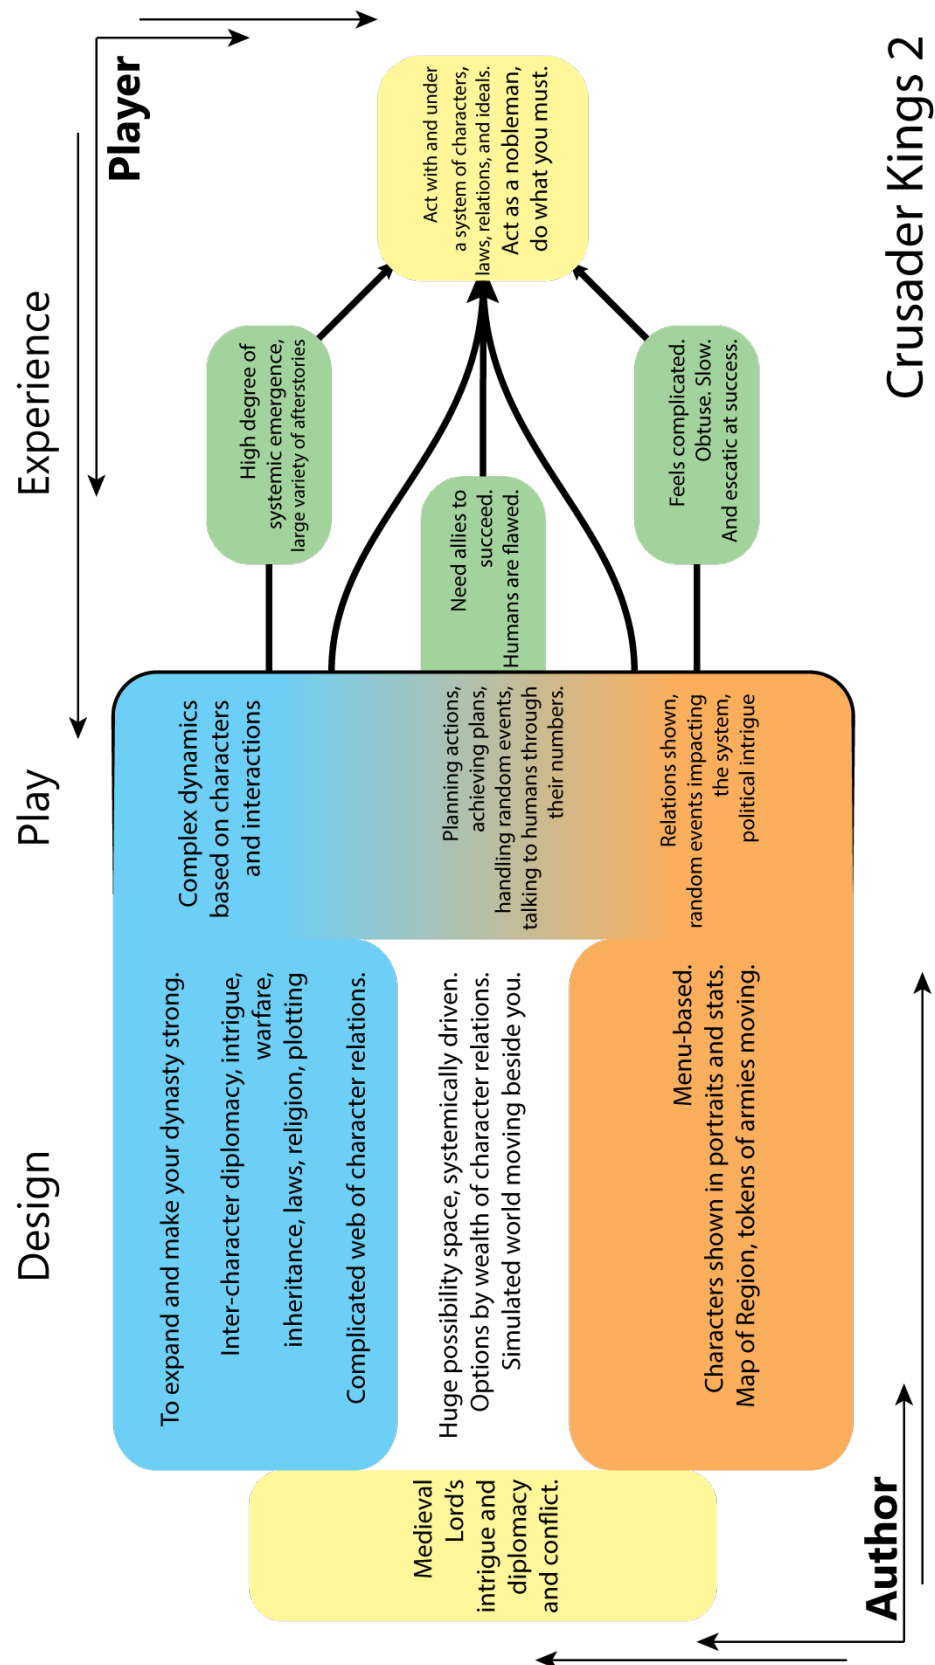 Design
Play
Experience
Player
To expand and make your dynasty strong.
Inter-character diplomacy, intrigue,
warfare,
inheritance, laws, religion, plotting
Complicated web of character relations.
Complex dynamics
based on characters
and interactions
High degree of
systemic emergence,
large variety of afterstories
Medieval
Lord's
intrigue and
diplomacy
and conflict.
Huge possibility space, systemically driven.
Options by wealth of character relations.
Simulated world moving beside you.
Planning actions,
achieving plans,
handling random events,
talking to humans through
their numbers.
Need allies to
succeed.
Humans are flawed.
Act with and under
a system of characters,
laws, relations, and ideals.
Act as a nobleman,
do what you must.
Menu-based.
Characters shown in portraits and stats.
Map of Region, tokens of armies moving.
Relations shown,
random events impacting
the system,
political intrigue
Feels complicated.
Obtuse. Slow.
And escatic at success.
Author
Crusader Kings 2